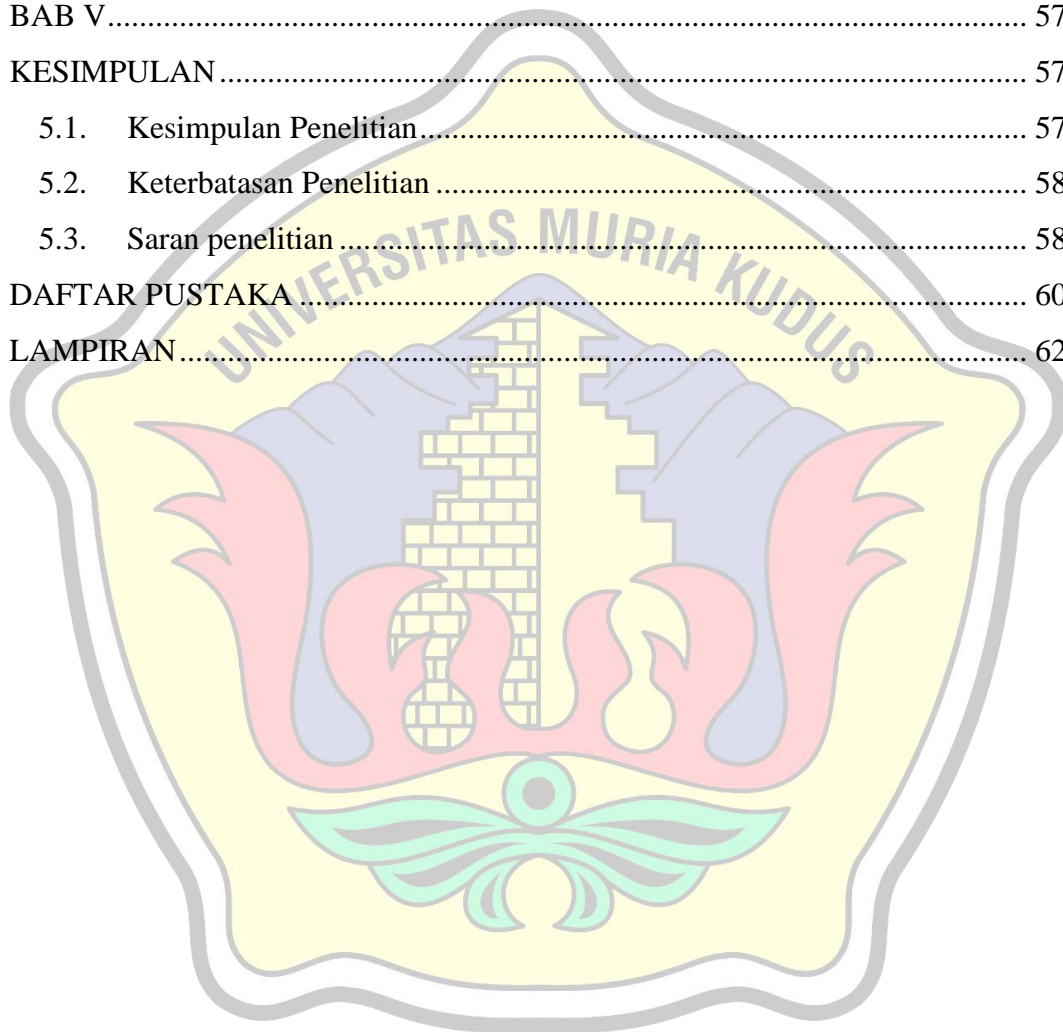 BAB V........................................................................................................... 57
KESIMPULAN............................................................................................... 57
5.1. Kesimpulan Penelitian............................................................................ 57
5.2. Keterbatasan Penelitian.......................................................................... 58
5.3. Saran penelitian...................................................................................... 58
UNIVERSITAS MURIA KUDUS
DAFTAR PUSTAKA..................................................................................... 60
LAMPIRAN.................................................................................................... 62